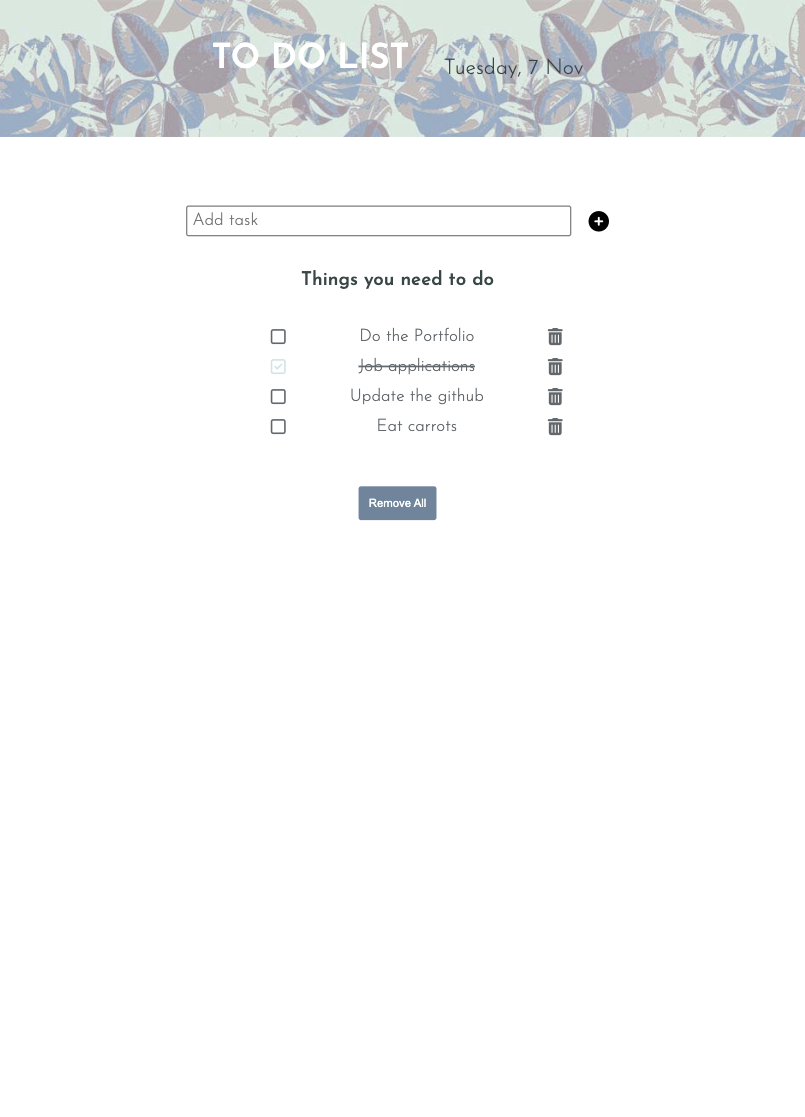 TO DO LIST
Tuesday, 7 Nov
Add task
Things you need to do
Do the Portfolio
Job applications
Update the github
Eat carrots
Remove All